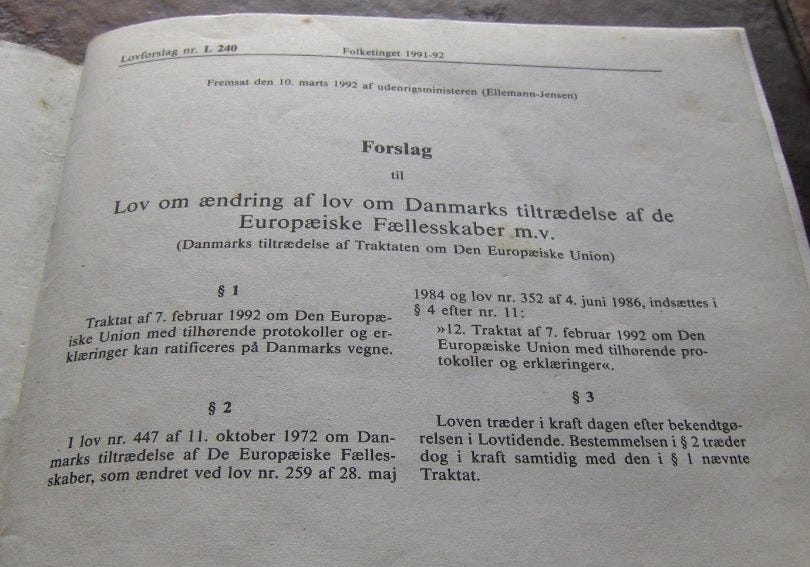 Lovforslag nr. L 240
Folketinget 1991-92
Fremsat den 10. marts 1992 af udenrigsministeren (Ellemann-Jensen)
Forslag
til
Lov om ændring af lov om Danmarks tiltrædelse af de
Europæiske Fællesskaber m.v.
(Danmarks tiltrædelse af Traktaten om Den Europæiske Union)
§ 1
Traktat af 7. februar 1992 om Den Europæ-
iske Union med tilhørende protokoller og er-
klæringer kan ratificeres på Danmarks vegne.
§ 2
I lov nr. 447 af 11. oktober 1972 om Dan-
marks tiltrædelse af De Europæiske Fælles-
skaber, som ændret ved lov nr. 259 af 28. maj
1984 og lov nr. 352 af 4. juni 1986, indsættes i
§ 4 efter nr. 11:
»12. Traktat af 7. februar 1992 om Den
Europæiske Union med tilhørende pro-
tokoller og erklæringer«.
§ 3
Loven træder i kraft dagen efter bekendtgø-
relsen i Lovtidende. Bestemmelsen i § 2 træder
dog i kraft samtidig med den i § 1 nævnte
Traktat.